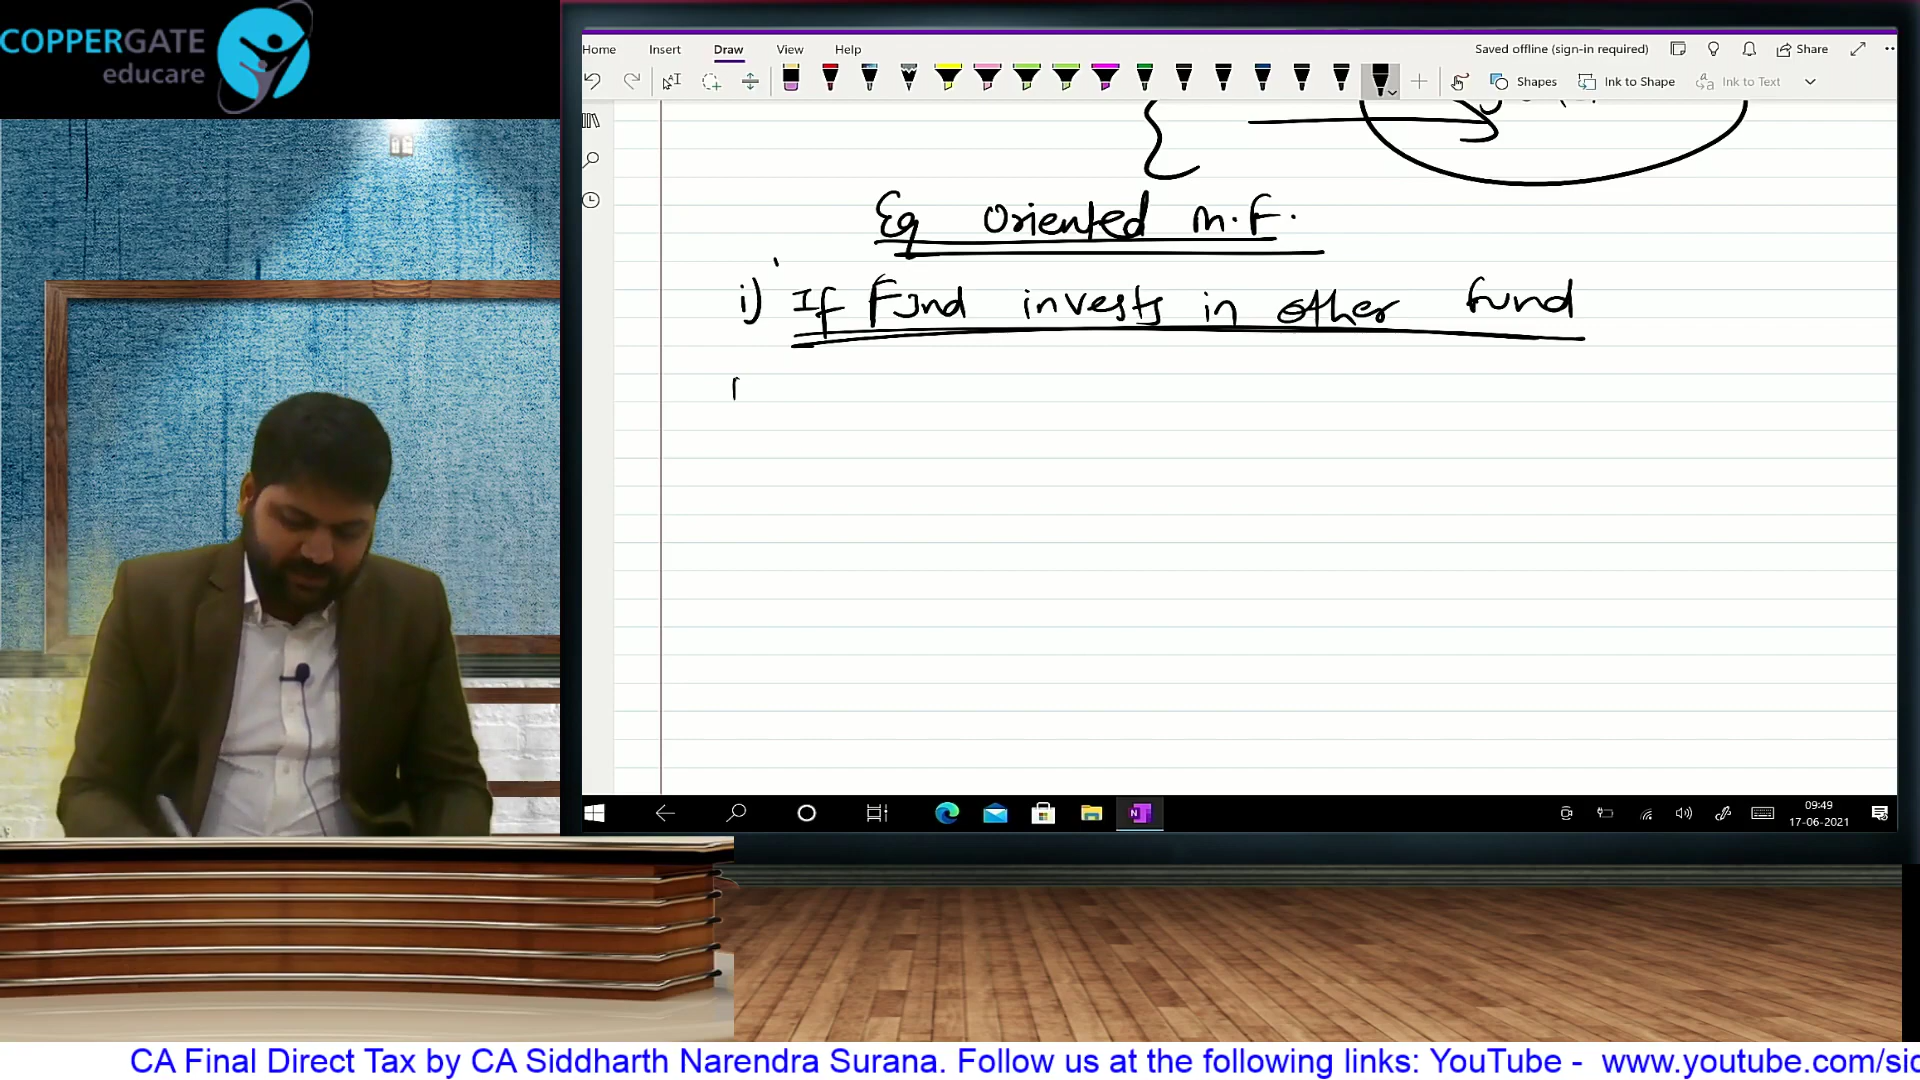 COPPERGATE
educare
Home Insert Draw View Help
Saved offline (sign-in required) Share
Shapes Ink to Shape Ink to Text
Eq Oriented M.F.
i) If Fund invests in other fund
09:49
17-06-2021
CA Final Direct Tax by CA Siddharth Narendra Surana. Follow us at the following links: YouTube - www.youtube.com/sid